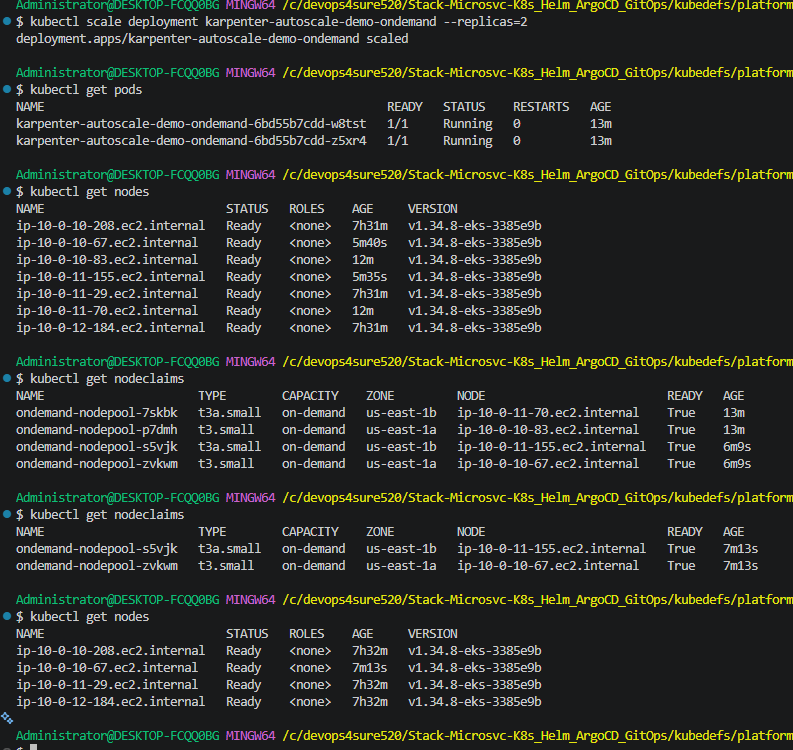 Administrator@DESKTOP-FCQQ0BG MINGW64 /c/devops4sure520/Stack-Microsvc-K8s_Helm_ArgoCD_GitOps/kubedefs/platform
$ kubectl scale deployment karpenter-autoscale-demo-ondemand --replicas=2
deployment.apps/karpenter-autoscale-demo-ondemand scaled
Administrator@DESKTOP-FCQQ0BG MINGW64 /c/devops4sure520/Stack-Microsvc-K8s_Helm_ArgoCD_GitOps/kubedefs/platform
$ kubectl get pods
NAME READY STATUS RESTARTS AGE
karpenter-autoscale-demo-ondemand-6bd55b7cdd-w8tst 1/1 Running 0 13m
karpenter-autoscale-demo-ondemand-6bd55b7cdd-z5xr4 1/1 Running 0 13m
Administrator@DESKTOP-FCQQ0BG MINGW64 /c/devops4sure520/Stack-Microsvc-K8s_Helm_ArgoCD_GitOps/kubedefs/platform
$ kubectl get nodes
NAME STATUS ROLES AGE VERSION
ip-10-0-10-208.ec2.internal Ready <none> 7h31m v1.34.8-eks-3385e9b
ip-10-0-10-67.ec2.internal Ready <none> 5m40s v1.34.8-eks-3385e9b
ip-10-0-10-83.ec2.internal Ready <none> 12m v1.34.8-eks-3385e9b
ip-10-0-11-155.ec2.internal Ready <none> 5m35s v1.34.8-eks-3385e9b
ip-10-0-11-29.ec2.internal Ready <none> 7h31m v1.34.8-eks-3385e9b
ip-10-0-11-70.ec2.internal Ready <none> 12m v1.34.8-eks-3385e9b
ip-10-0-12-184.ec2.internal Ready <none> 7h31m v1.34.8-eks-3385e9b
Administrator@DESKTOP-FCQQ0BG MINGW64 /c/devops4sure520/Stack-Microsvc-K8s_Helm_ArgoCD_GitOps/kubedefs/platform
$ kubectl get nodeclaims
NAME TYPE CAPACITY ZONE NODE READY AGE
ondemand-nodepool-7skbk t3a.small on-demand us-east-1b ip-10-0-11-70.ec2.internal True 13m
ondemand-nodepool-p7dmh t3.small on-demand us-east-1a ip-10-0-10-83.ec2.internal True 13m
ondemand-nodepool-s5vjk t3a.small on-demand us-east-1b ip-10-0-11-155.ec2.internal True 6m9s
ondemand-nodepool-zvkwm t3.small on-demand us-east-1a ip-10-0-10-67.ec2.internal True 6m9s
Administrator@DESKTOP-FCQQ0BG MINGW64 /c/devops4sure520/Stack-Microsvc-K8s_Helm_ArgoCD_GitOps/kubedefs/platform
$ kubectl get nodeclaims
NAME TYPE CAPACITY ZONE NODE READY AGE
ondemand-nodepool-s5vjk t3a.small on-demand us-east-1b ip-10-0-11-155.ec2.internal True 7m13s
ondemand-nodepool-zvkwm t3.small on-demand us-east-1a ip-10-0-10-67.ec2.internal True 7m13s
Administrator@DESKTOP-FCQQ0BG MINGW64 /c/devops4sure520/Stack-Microsvc-K8s_Helm_ArgoCD_GitOps/kubedefs/platform
$ kubectl get nodes
NAME STATUS ROLES AGE VERSION
ip-10-0-10-208.ec2.internal Ready <none> 7h32m v1.34.8-eks-3385e9b
ip-10-0-10-67.ec2.internal Ready <none> 7m13s v1.34.8-eks-3385e9b
ip-10-0-11-29.ec2.internal Ready <none> 7h32m v1.34.8-eks-3385e9b
ip-10-0-12-184.ec2.internal Ready <none> 7h32m v1.34.8-eks-3385e9b
Administrator@DESKTOP-FCQQ0BG MINGW64 /c/devops4sure520/Stack-Microsvc-K8s_Helm_ArgoCD_GitOps/kubedefs/platform
$